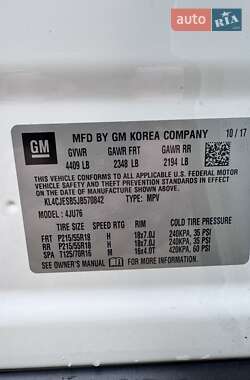 AUTO.RIA
GM
MFD BY GM KOREA COMPANY
10 / 17
GVWR GAWR FRT GAWR RR
4409 LB 2348 LB 2194 LB
THIS VEHICLE CONFORMS TO ALL APPLICABLE U.S. FEDERAL MOTOR
VEHICLE SAFETY, BUMPER, AND THEFT PREVENTION STANDARDS IN
EFFECT ON THE DATE OF MANUFACTURE SHOWN ABOVE.
KL4CJESB5JB570842 TYPE: MPV
MODEL: 4JU76
TIRE SIZE SPEED RTG RIM COLD TIRE PRESSURE
FRT P215/55R18 H 18x7.0J 240KPA, 35 PSI
RR P215/55R18 H 18x7.0J 240KPA, 35 PSI
SPA T125/70R16 M 16x4.0T 420KPA, 60 PSI
SEE OWNER'S MANUAL FOR ADDITIONAL INFORMATION.